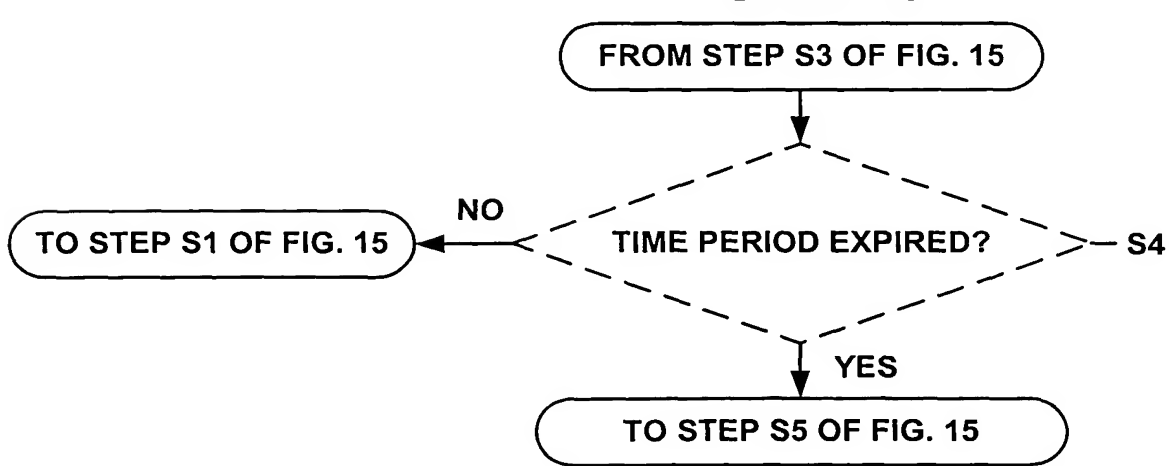 FROM STEP S3 OF FIG. 15
NO
TO STEP S1 OF FIG. 15
TIME PERIOD EXPIRED?
S4
YES
TO STEP S5 OF FIG. 15